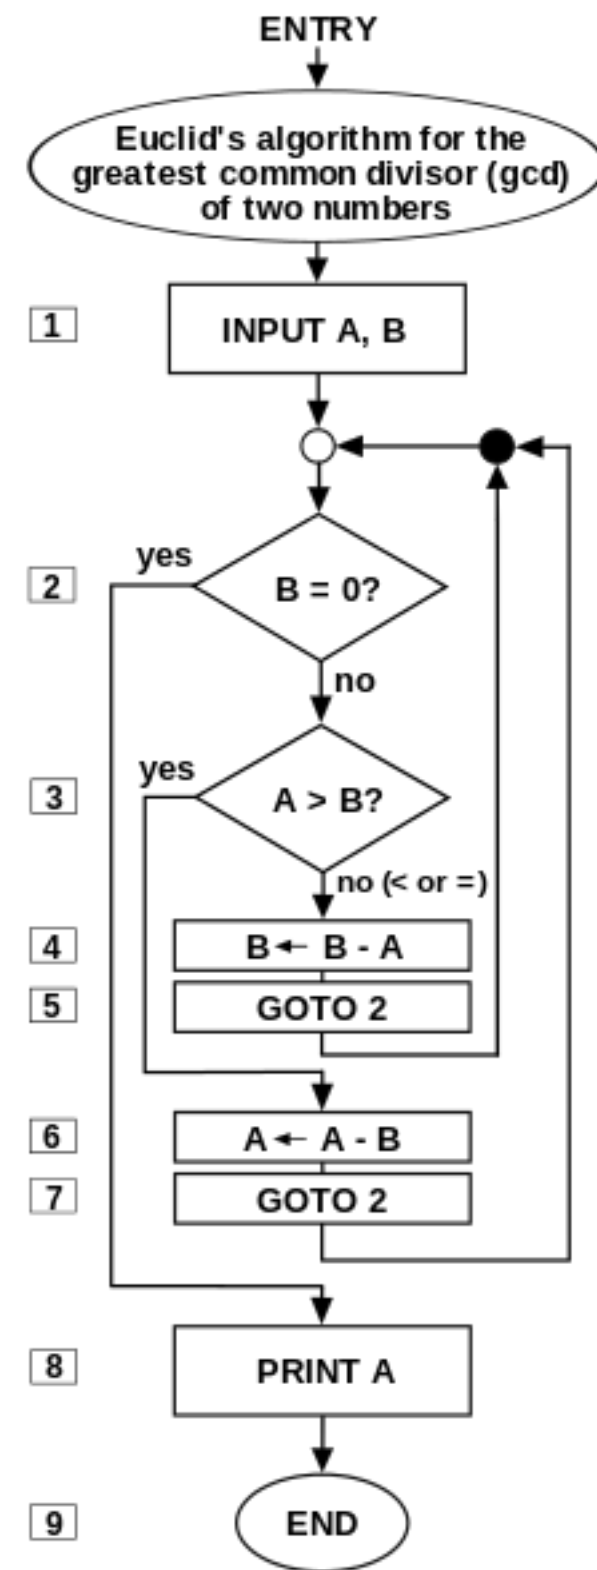 ENTRY
Euclid's algorithm for the
greatest common divisor (gcd)
of two numbers
1
INPUT A, B
yes
2
B = 0?
no
yes
3
A > B?
no (< or =)
4
B ← B - A
5
GOTO 2
6
A ← A - B
7
GOTO 2
8
PRINT A
9
END